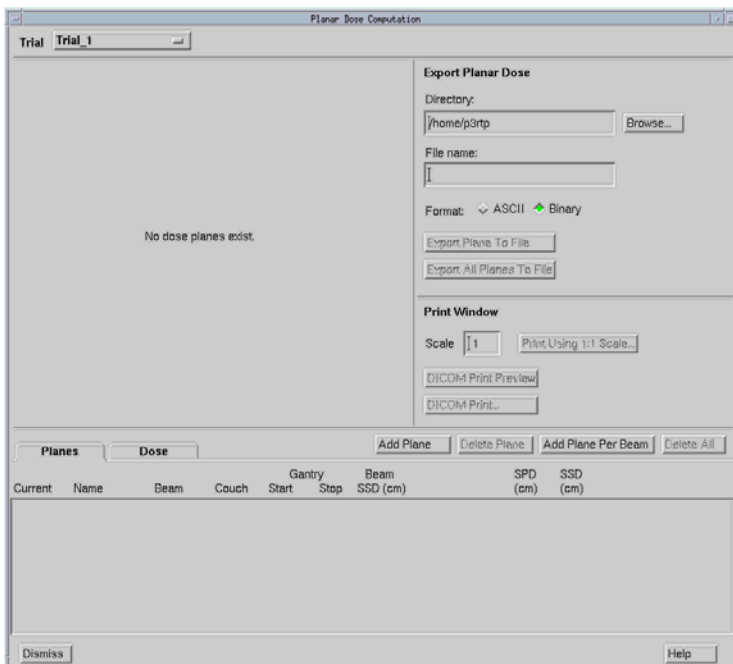 Planar Dose Computation
Trial Trial_1
Export Planar Dose
Directory:
/home/p3rtp Browse...
File name:
Format: ASCII Binary
No dose planes exist.
Export Plane To File
Export All Planes To File
Print Window
Scale 1 Print Using 1:1 Scale...
DICOM Print Preview
DICOM Print...
Planes Dose Add Plane Delete Plane Add Plane Per Beam Delete All
Gantry Beam SPD SSD
Current Name Beam Couch Start Stop SSD (cm) (cm) (cm)
Dismiss Help